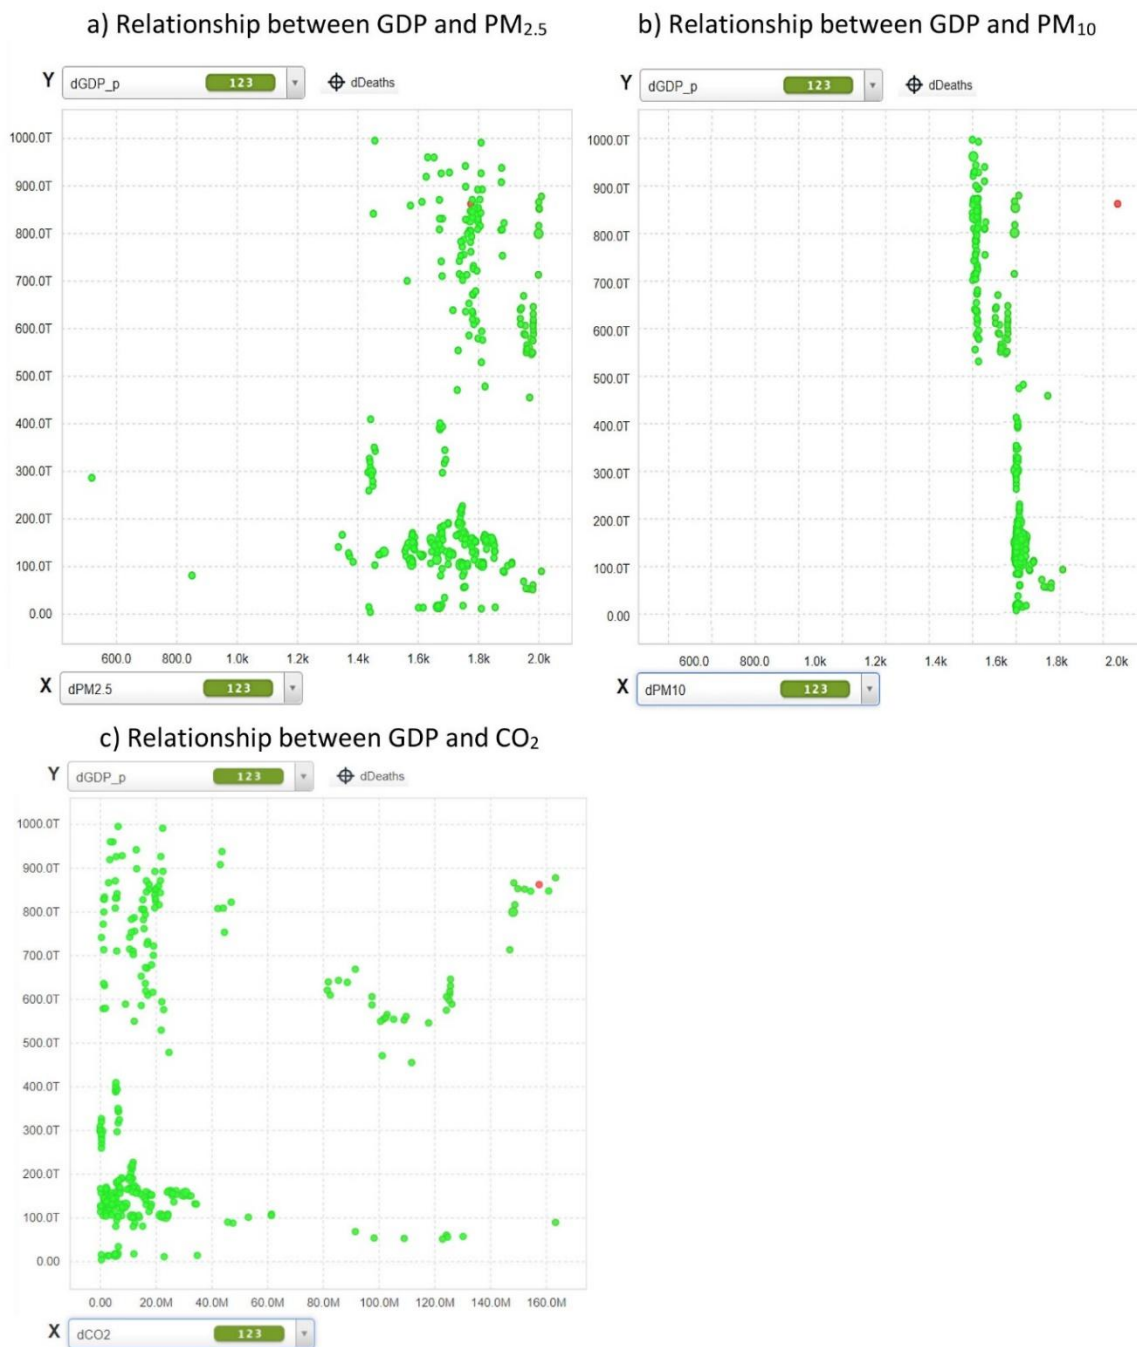 a) Relationship between GDP and PM2.5
Y dGDP_p 123 dDeaths
1000.0T
900.0T
800.0T
700.0T
600.0T
500.0T
400.0T
300.0T
200.0T
100.0T
0.00
600.0 800.0 1.0k 1.2k 1.4k 1.6k 1.8k 2.0k
X dPM2.5 123
b) Relationship between GDP and PM10
Y dGDP_p 123 dDeaths
1000.0T
900.0T
800.0T
700.0T
600.0T
500.0T
400.0T
300.0T
200.0T
100.0T
0.00
600.0 800.0 1.0k 1.2k 1.4k 1.6k 1.8k 2.0k
X dPM10 123
c) Relationship between GDP and CO2
Y dGDP_p 123 dDeaths
1000.0T
900.0T
800.0T
700.0T
600.0T
500.0T
400.0T
300.0T
200.0T
100.0T
0.00
0.00 20.0M 40.0M 60.0M 80.0M 100.0M 120.0M 140.0M 160.0M
X dCO2 123